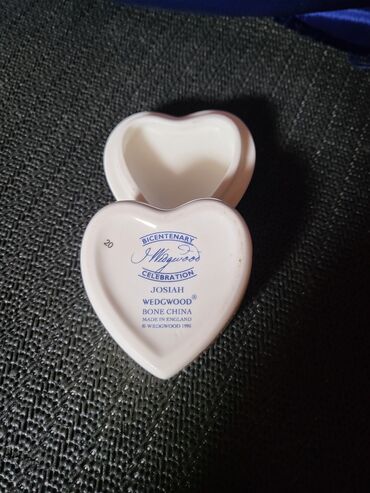 BICENTENARY
J Wedgwood
CELEBRATION
20
JOSIAH
WEDGWOOD®
BONE CHINA
MADE IN ENGLAND
© WEDGWOOD 1995